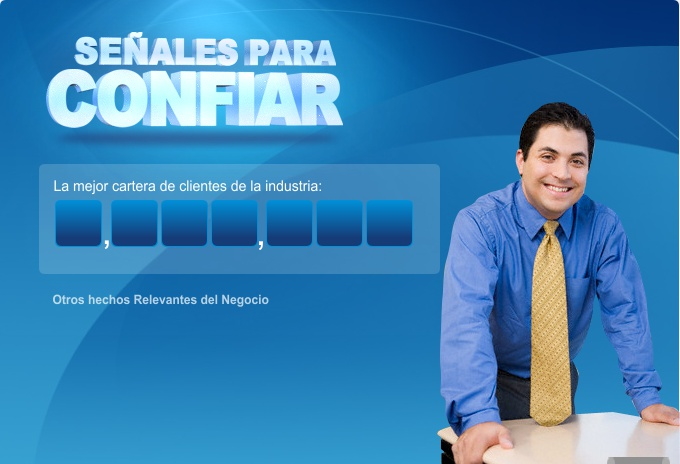 SEÑALES PARA
CONFIAR
La mejor cartera de clientes de la industria:
, ,
Otros hechos Relevantes del Negocio